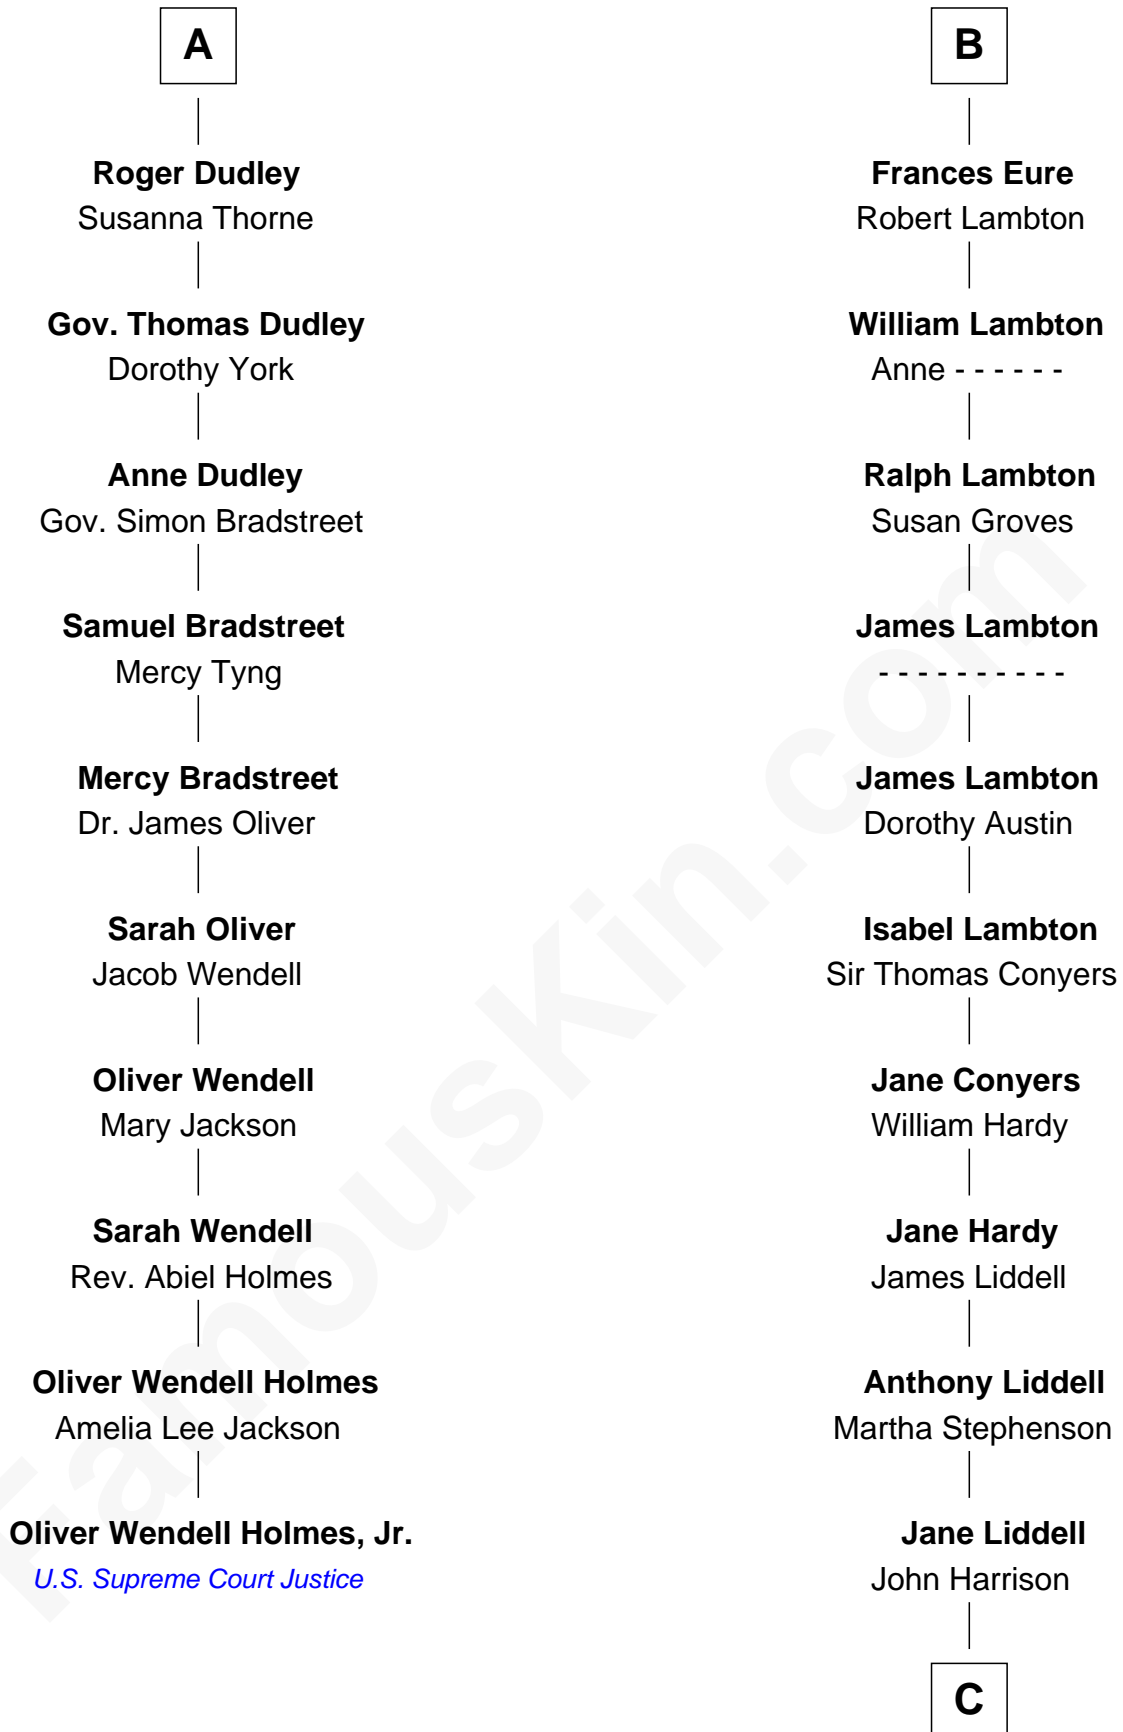 A
Roger Dudley
Susanna Thorne
Gov. Thomas Dudley
Dorothy York
Anne Dudley
Gov. Simon Bradstreet
Samuel Bradstreet
Mercy Tyng
Mercy Bradstreet
Dr. James Oliver
Sarah Oliver
Jacob Wendell
Oliver Wendell
Mary Jackson
Sarah Wendell
Rev. Abiel Holmes
Oliver Wendell Holmes
Amelia Lee Jackson
Oliver Wendell Holmes, Jr.
U.S. Supreme Court Justice
B
Frances Eure
Robert Lambton
William Lambton
Anne - - - - - -
Ralph Lambton
Susan Groves
James Lambton
- - - - - - - - - -
James Lambton
Dorothy Austin
Isabel Lambton
Sir Thomas Conyers
Jane Conyers
William Hardy
Jane Hardy
James Liddell
Anthony Liddell
Martha Stephenson
Jane Liddell
John Harrison
C
FamousKin.com